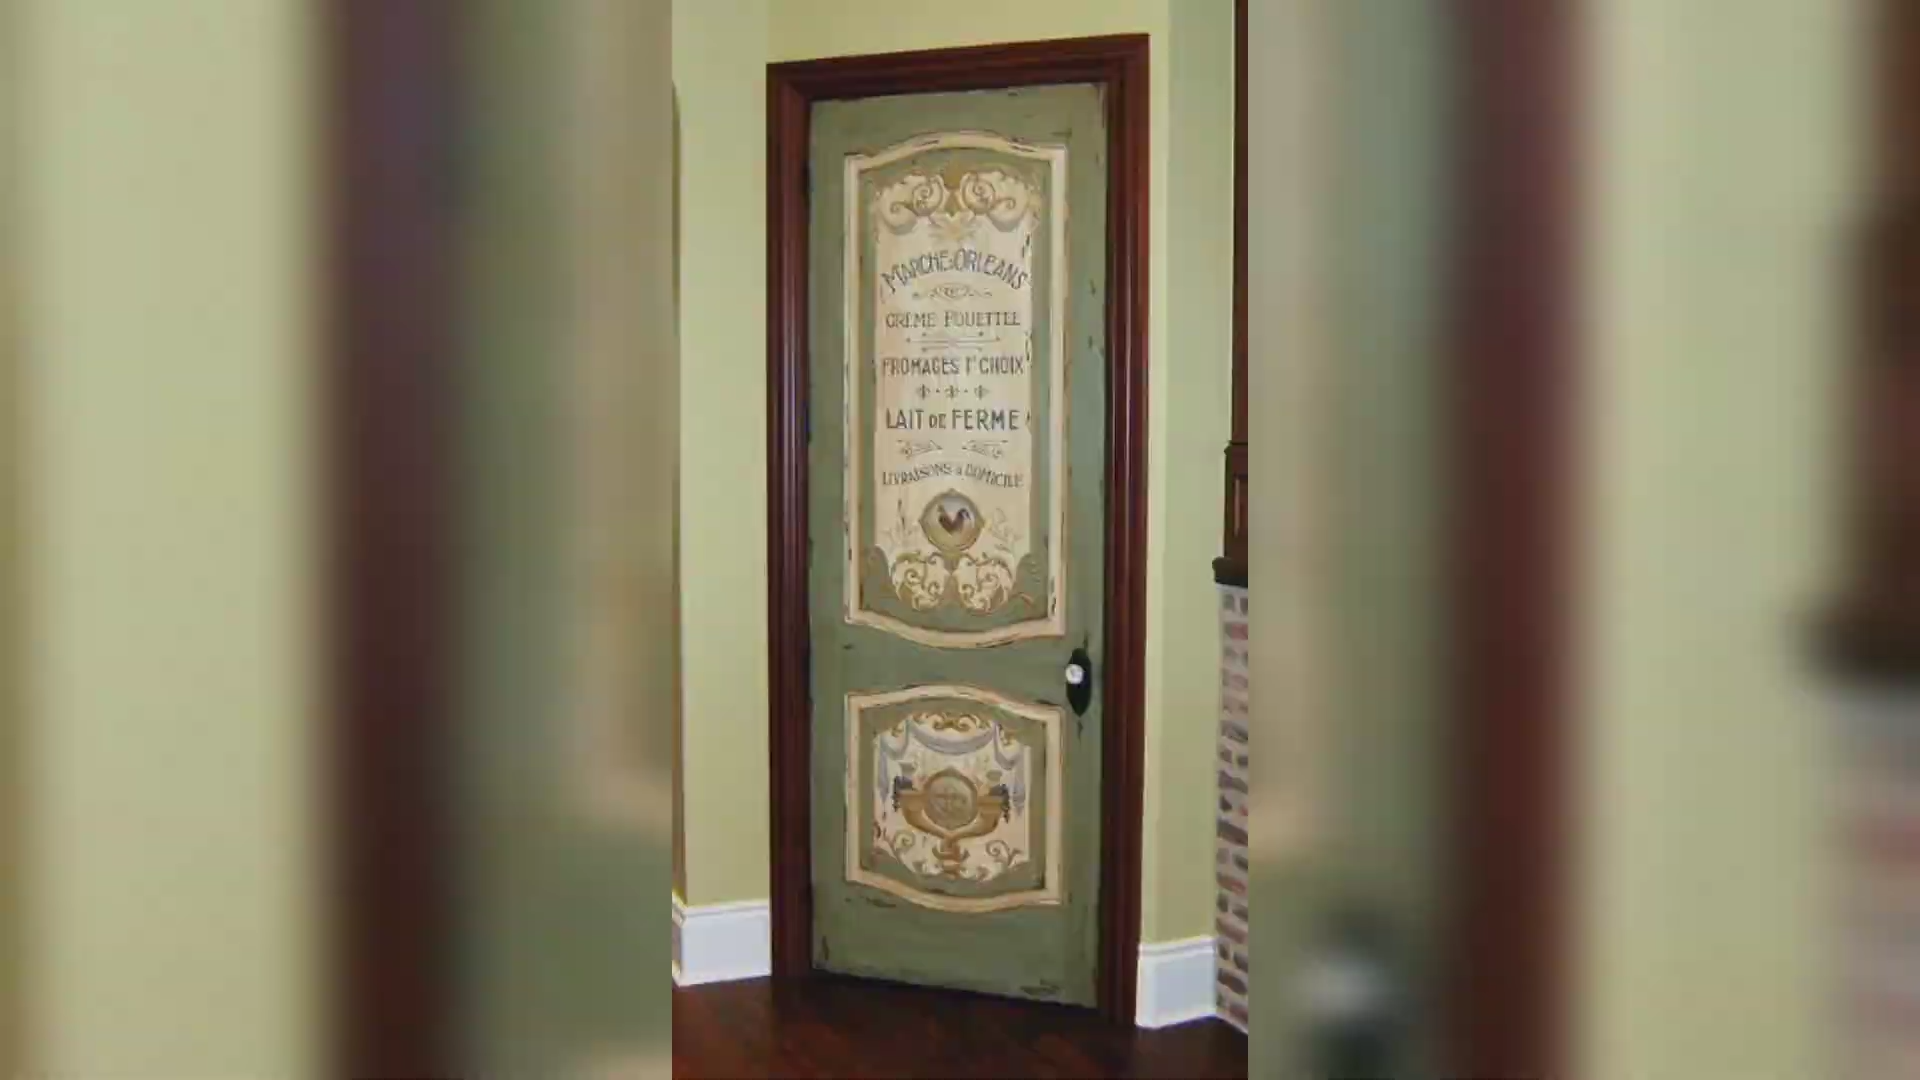 MARCHE D'ORLEANS
CREME FOUETTEE
FROMAGES 1ER CHOIX
LAIT DE FERME
LIVRAISONS A DOMICILE